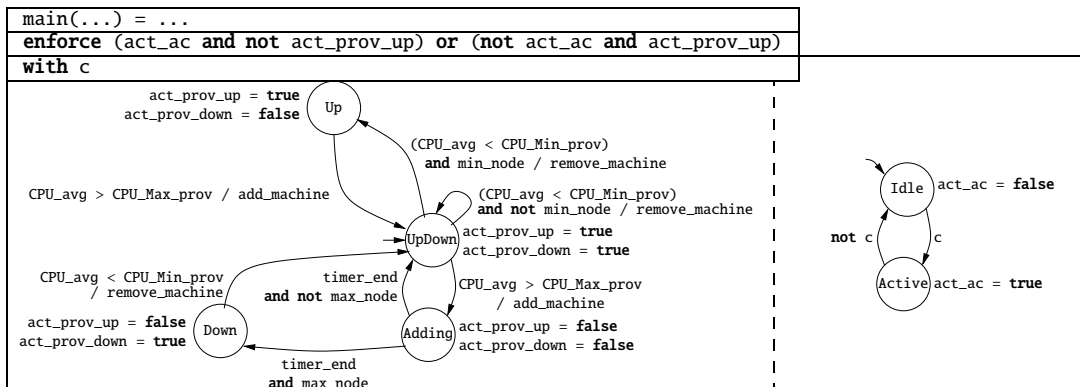 main(...) = ...
enforce (act_ac and not act_prov_up) or (not act_ac and act_prov_up)
with c
act_prov_up = true
act_prov_down = false
Up
(CPU_avg < CPU_Min_prov)
and min_node / remove_machine
CPU_avg > CPU_Max_prov / add_machine
(CPU_avg < CPU_Min_prov)
and not min_node / remove_machine
UpDown
act_prov_up = true
act_prov_down = true
CPU_avg < CPU_Min_prov
/ remove_machine
timer_end
and not max_node
CPU_avg > CPU_Max_prov
/ add_machine
act_prov_up = false
act_prov_down = true
Down
Adding
act_prov_up = false
act_prov_down = false
timer_end
and max_node
Idle
act_ac = false
not c
c
Active
act_ac = true